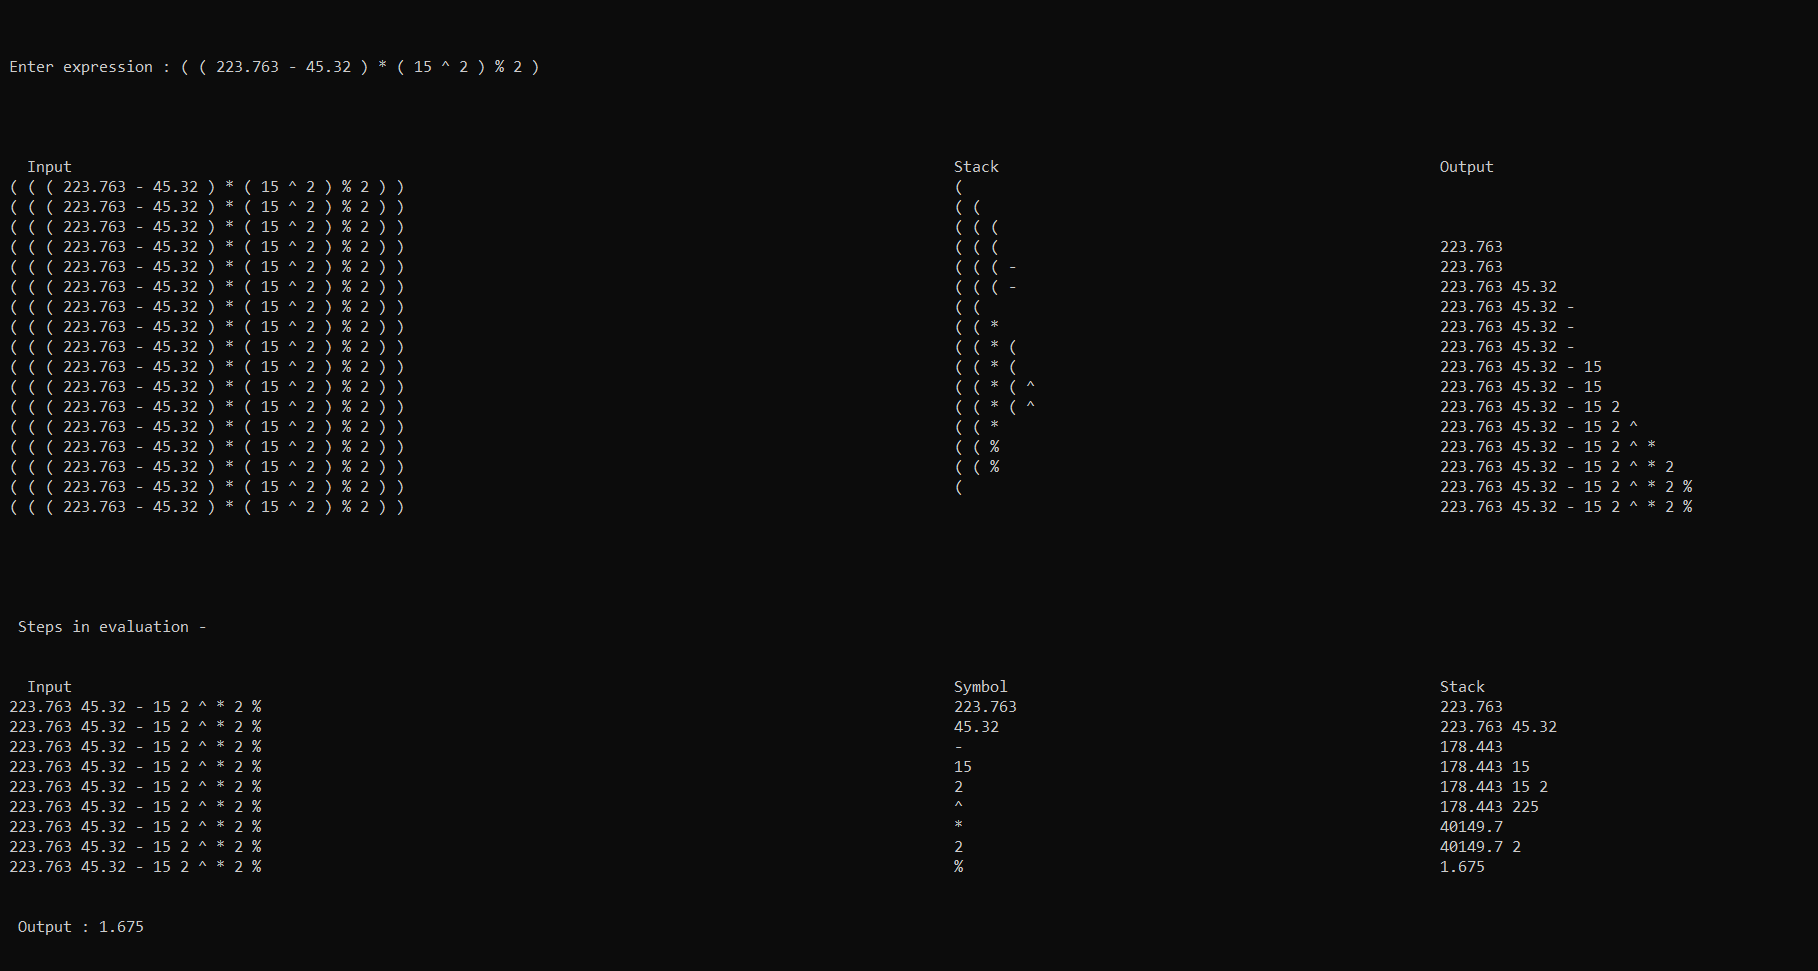 Enter expression : ( ( 223.763 - 45.32 ) * ( 15 ^ 2 ) % 2 )
Input Stack Output
( ( ( 223.763 - 45.32 ) * ( 15 ^ 2 ) % 2 ) ) (
( ( ( 223.763 - 45.32 ) * ( 15 ^ 2 ) % 2 ) ) ( (
( ( ( 223.763 - 45.32 ) * ( 15 ^ 2 ) % 2 ) ) ( ( (
( ( ( 223.763 - 45.32 ) * ( 15 ^ 2 ) % 2 ) ) ( ( ( 223.763
( ( ( 223.763 - 45.32 ) * ( 15 ^ 2 ) % 2 ) ) ( ( ( - 223.763
( ( ( 223.763 - 45.32 ) * ( 15 ^ 2 ) % 2 ) ) ( ( ( - 223.763 45.32
( ( ( 223.763 - 45.32 ) * ( 15 ^ 2 ) % 2 ) ) ( ( 223.763 45.32 -
( ( ( 223.763 - 45.32 ) * ( 15 ^ 2 ) % 2 ) ) ( ( * 223.763 45.32 -
( ( ( 223.763 - 45.32 ) * ( 15 ^ 2 ) % 2 ) ) ( ( * ( 223.763 45.32 -
( ( ( 223.763 - 45.32 ) * ( 15 ^ 2 ) % 2 ) ) ( ( * ( 223.763 45.32 - 15
( ( ( 223.763 - 45.32 ) * ( 15 ^ 2 ) % 2 ) ) ( ( * ( ^ 223.763 45.32 - 15
( ( ( 223.763 - 45.32 ) * ( 15 ^ 2 ) % 2 ) ) ( ( * ( ^ 223.763 45.32 - 15 2
( ( ( 223.763 - 45.32 ) * ( 15 ^ 2 ) % 2 ) ) ( ( * 223.763 45.32 - 15 2 ^
( ( ( 223.763 - 45.32 ) * ( 15 ^ 2 ) % 2 ) ) ( ( % 223.763 45.32 - 15 2 ^ *
( ( ( 223.763 - 45.32 ) * ( 15 ^ 2 ) % 2 ) ) ( ( % 223.763 45.32 - 15 2 ^ * 2
( ( ( 223.763 - 45.32 ) * ( 15 ^ 2 ) % 2 ) ) ( 223.763 45.32 - 15 2 ^ * 2 %
( ( ( 223.763 - 45.32 ) * ( 15 ^ 2 ) % 2 ) ) 223.763 45.32 - 15 2 ^ * 2 %
Steps in evaluation -
Input Symbol Stack
223.763 45.32 - 15 2 ^ * 2 % 223.763 223.763
223.763 45.32 - 15 2 ^ * 2 % 45.32 223.763 45.32
223.763 45.32 - 15 2 ^ * 2 % - 178.443
223.763 45.32 - 15 2 ^ * 2 % 15 178.443 15
223.763 45.32 - 15 2 ^ * 2 % 2 178.443 15 2
223.763 45.32 - 15 2 ^ * 2 % ^ 178.443 225
223.763 45.32 - 15 2 ^ * 2 % * 40149.7
223.763 45.32 - 15 2 ^ * 2 % 2 40149.7 2
223.763 45.32 - 15 2 ^ * 2 % % 1.675
Output : 1.675